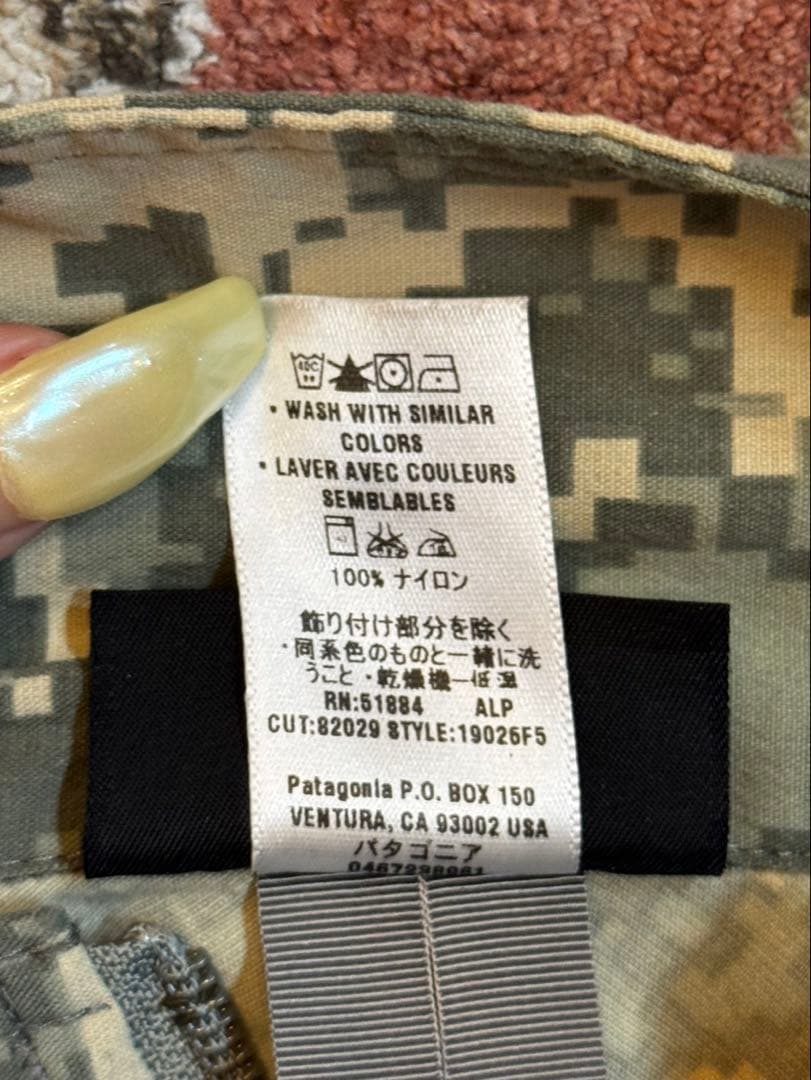 40C
• WASH WITH SIMILAR
COLORS
• LAVER AVEC COULEURS
SEMBLABLES
100% ナイロン
飾り付け部分を除く
・同系色のものと一緒に洗
うこと・乾燥機―低温
RN:51884 ALP
CUT:82029 STYLE:19026F5
Patagonia P.O. BOX 150
VENTURA, CA 93002 USA
パタゴニア